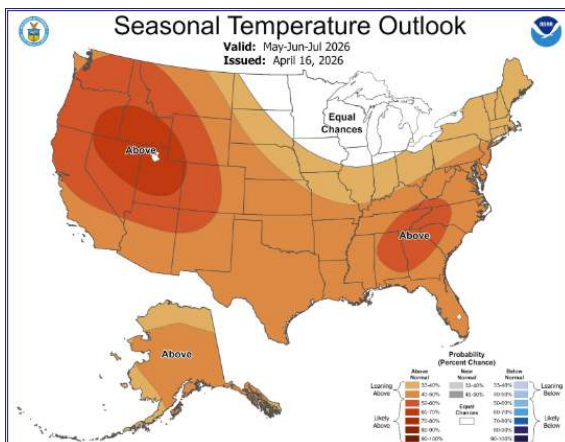 Seasonal Temperature Outlook
Valid: May-Jun-Jul 2026
Issued: April 16, 2026
NOAA
Equal
Chances
Above
Above
Above
Probability
(Percent Chance)
Above
Normal
Near
Normal
Below
Normal
Leaning
Above
Likely
Above
33-40%
40-50%
50-60%
60-70%
70-80%
80-90%
90-100%
33-40%
40-50%
Equal
Chances
33-40%
40-50%
50-60%
60-70%
70-80%
80-90%
90-100%
Leaning
Below
Likely
Below